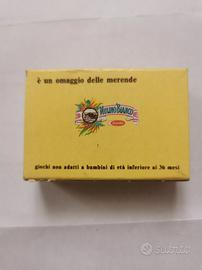 è un omaggio delle merende
MULINO BIANCO
giochi non adatti a bambini di età inferiore ai 36 mesi
subito